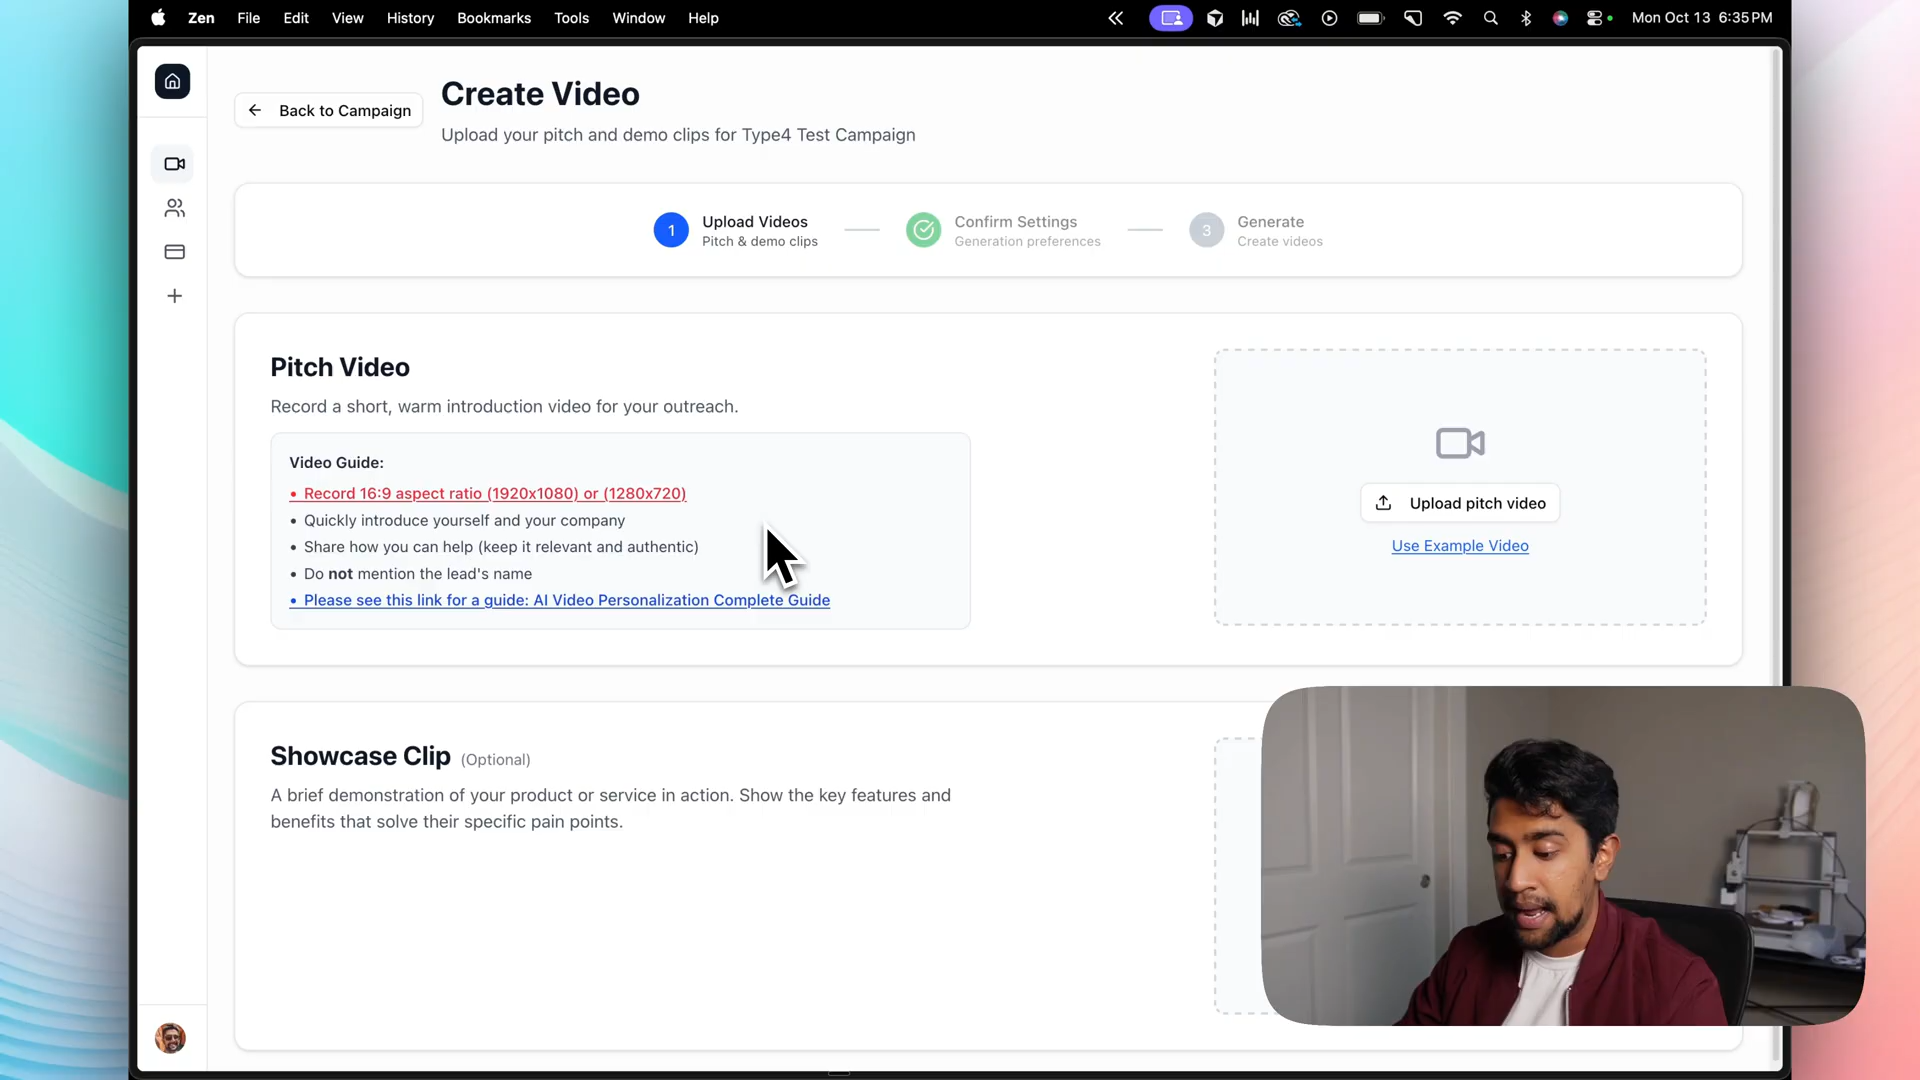 Zen File Edit View History Bookmarks Tools Window Help Mon Oct 13 6:35 PM
Back to Campaign
Create Video
Upload your pitch and demo clips for Type4 Test Campaign
1 Upload Videos
Pitch & demo clips
Confirm Settings
Generation preferences
3 Generate
Create videos
Pitch Video
Record a short, warm introduction video for your outreach.
Video Guide:
• Record 16:9 aspect ratio (1920x1080) or (1280x720)
• Quickly introduce yourself and your company
• Share how you can help (keep it relevant and authentic)
• Do not mention the lead's name
• Please see this link for a guide: AI Video Personalization Complete Guide
Upload pitch video
Use Example Video
Showcase Clip (Optional)
A brief demonstration of your product or service in action. Show the key features and
benefits that solve their specific pain points.